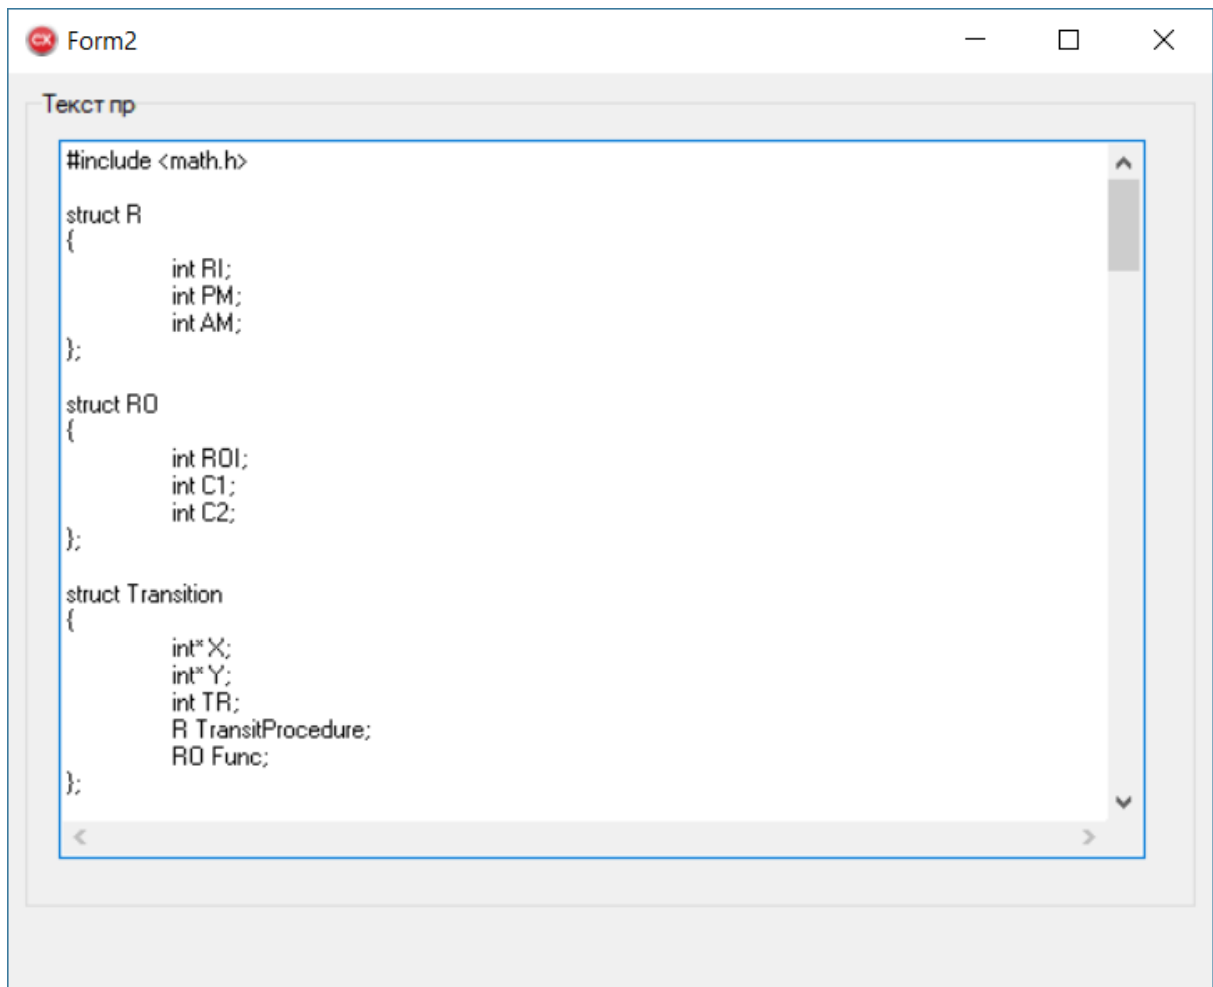 CX Form2
Текст пр
#include <math.h>
struct R
{
int RI;
int PM;
int AM;
};
struct RO
{
int ROI;
int C1;
int C2;
};
struct Transition
{
int* X;
int* Y;
int TR;
R TransitProcedure;
RO Func;
};